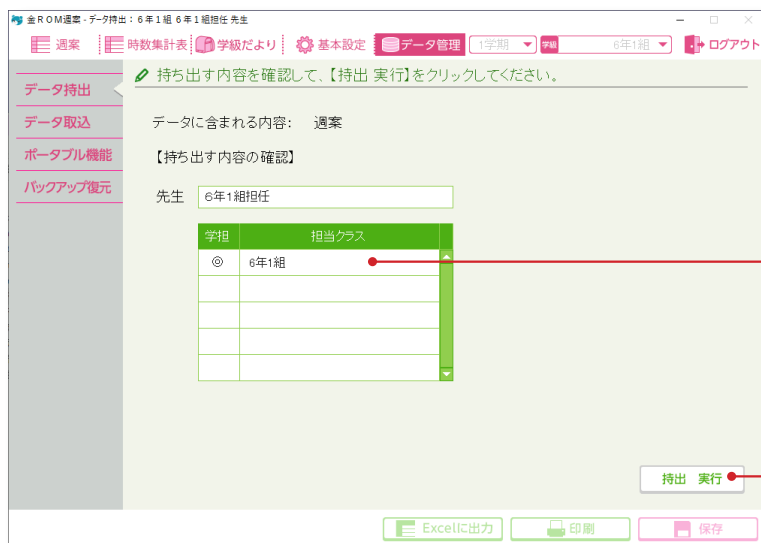 金ROM週案 - データ持出 : 6年1組 6年1組担任 先生
週案 時数集計表 学級だより 基本設定 データ管理 1学期 学級 6年1組 ログアウト
データ持出
データ取込
ポータブル機能
バックアップ復元
持ち出す内容を確認して、【持出 実行】をクリックしてください。
データに含まれる内容: 週案
【持ち出す内容の確認】
先生 6年1組担任
学担 担当クラス
◎ 6年1組
持出 実行
Excelに出力 印刷 保存